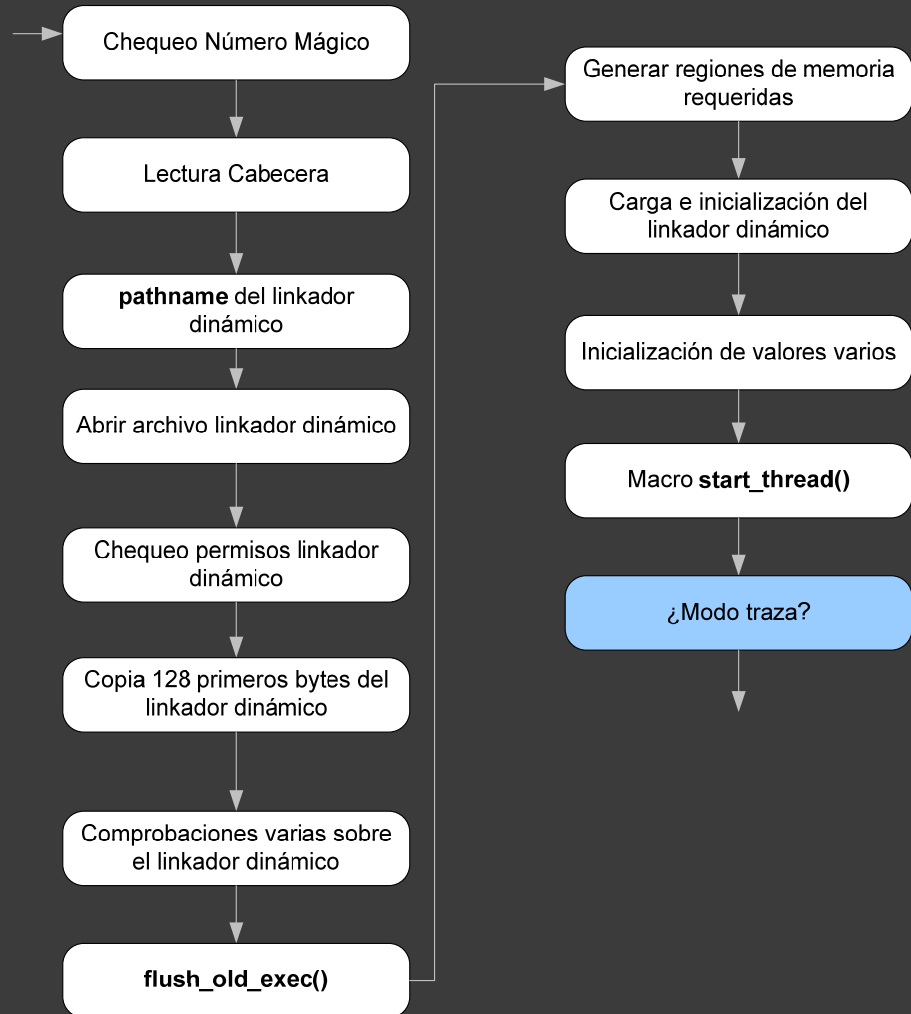 Chequeo Número Mágico
Lectura Cabecera
pathname del linkador
dinámico
Abrir archivo linkador dinámico
Chequeo permisos linkador
dinámico
Copia 128 primeros bytes del
linkador dinámico
Comprobaciones varias sobre
el linkador dinámico
flush_old_exec()
Generar regiones de memoria
requeridas
Carga e inicialización del
linkador dinámico
Inicialización de valores varios
Macro start_thread()
¿Modo traza?